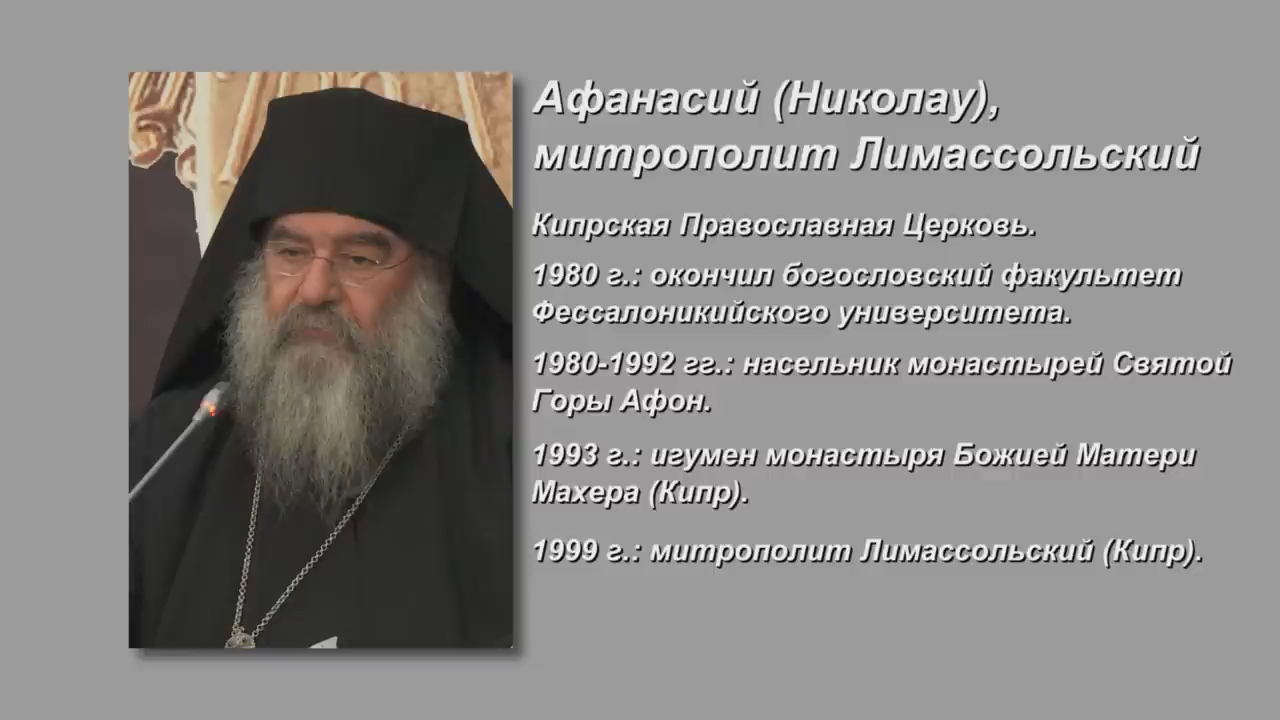 Афанасий (Николау),
митрополит Лимассольский
Кипрская Православная Церковь.
1980 г.: окончил богословский факультет
Фессалоникийского университета.
1980-1992 гг.: насельник монастырей Святой
Горы Афон.
1993 г.: игумен монастыря Божией Матери
Махера (Кипр).
1999 г.: митрополит Лимассольский (Кипр).